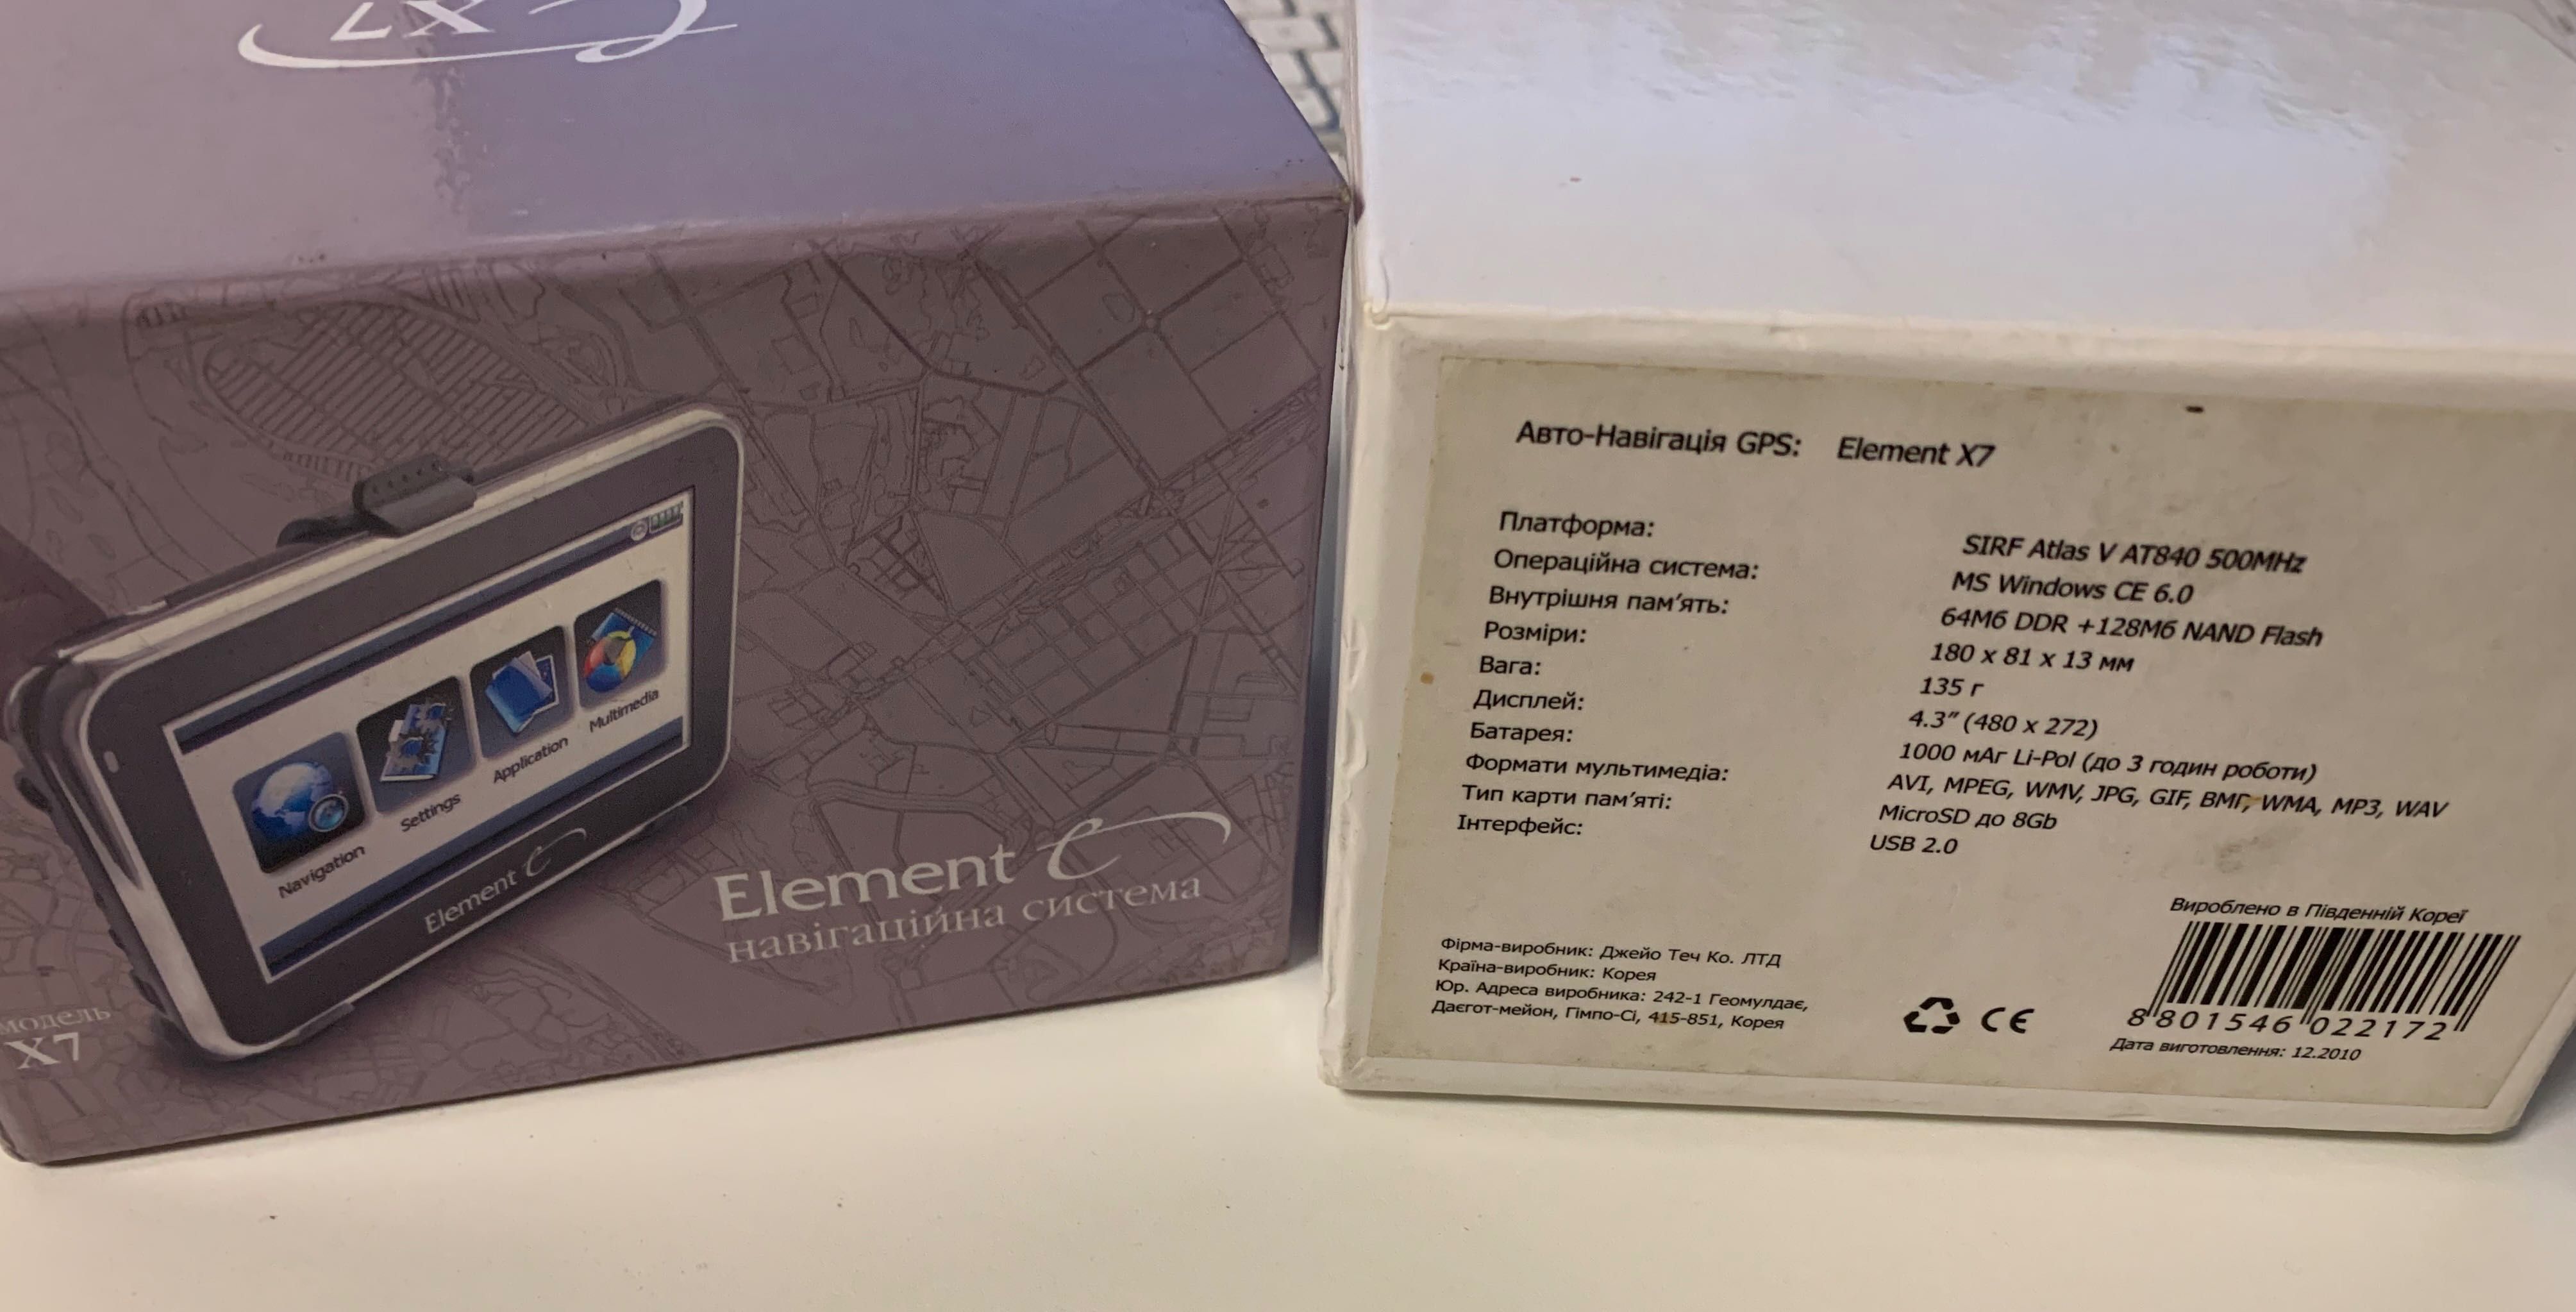 X7
Navigation
Settings
Application
Multimedia
Element
Element
навігаційна система
модель
X7
Авто-Навігація GPS: Element X7
Платформа: SIRF Atlas V AT840 500MHz
Операційна система: MS Windows CE 6.0
Внутрішня пам'ять: 64Мб DDR +128Мб NAND Flash
Розміри: 180 x 81 x 13 мм
Вага: 135 г
Дисплей: 4.3" (480 x 272)
Батарея: 1000 мАг Li-Pol (до 3 годин роботи)
Формати мультимедіа: AVI, MPEG, WMV, JPG, GIF, BMP, WMA, MP3, WAV
Тип карти пам'яті: MicroSD до 8Gb
Інтерфейс: USB 2.0
Фірма-виробник: Джейо Теч Ко. ЛТД
Країна-виробник: Корея
Юр. Адреса виробника: 242-1 Геомулдає,
Даєгот-мейон, Гімпо-Сі, 415-851, Корея
CE
Вироблено в Південній Кореї
8 801546 022172
Дата виготовлення: 12.2010